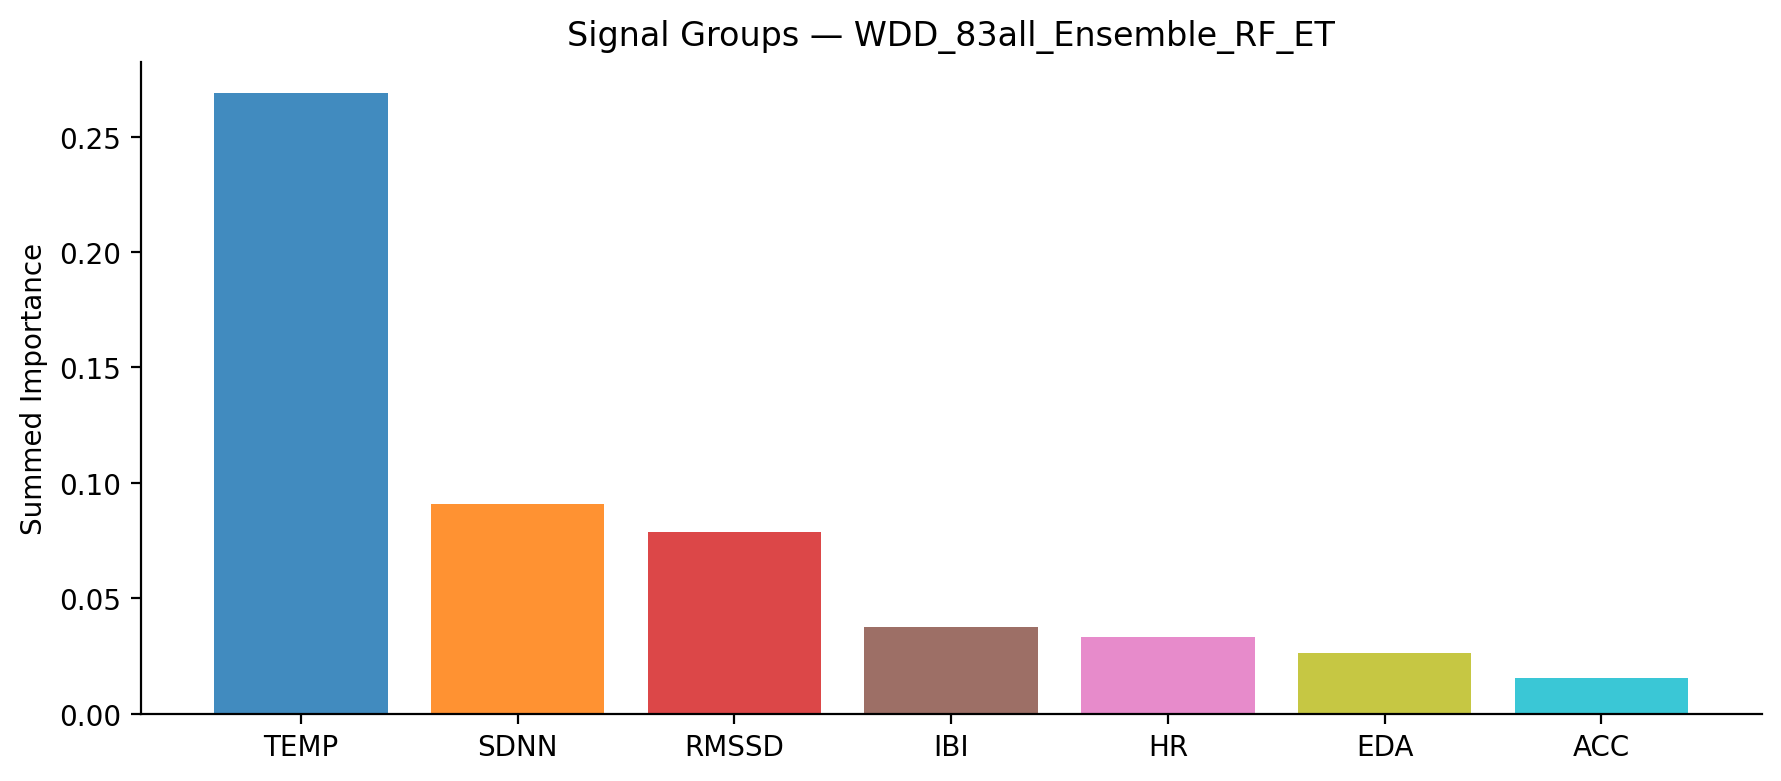 Signal Groups — WDD_83all_Ensemble_RF_ET
Summed Importance
0.25
0.20
0.15
0.10
0.05
0.00
TEMP SDNN RMSSD IBI HR EDA ACC